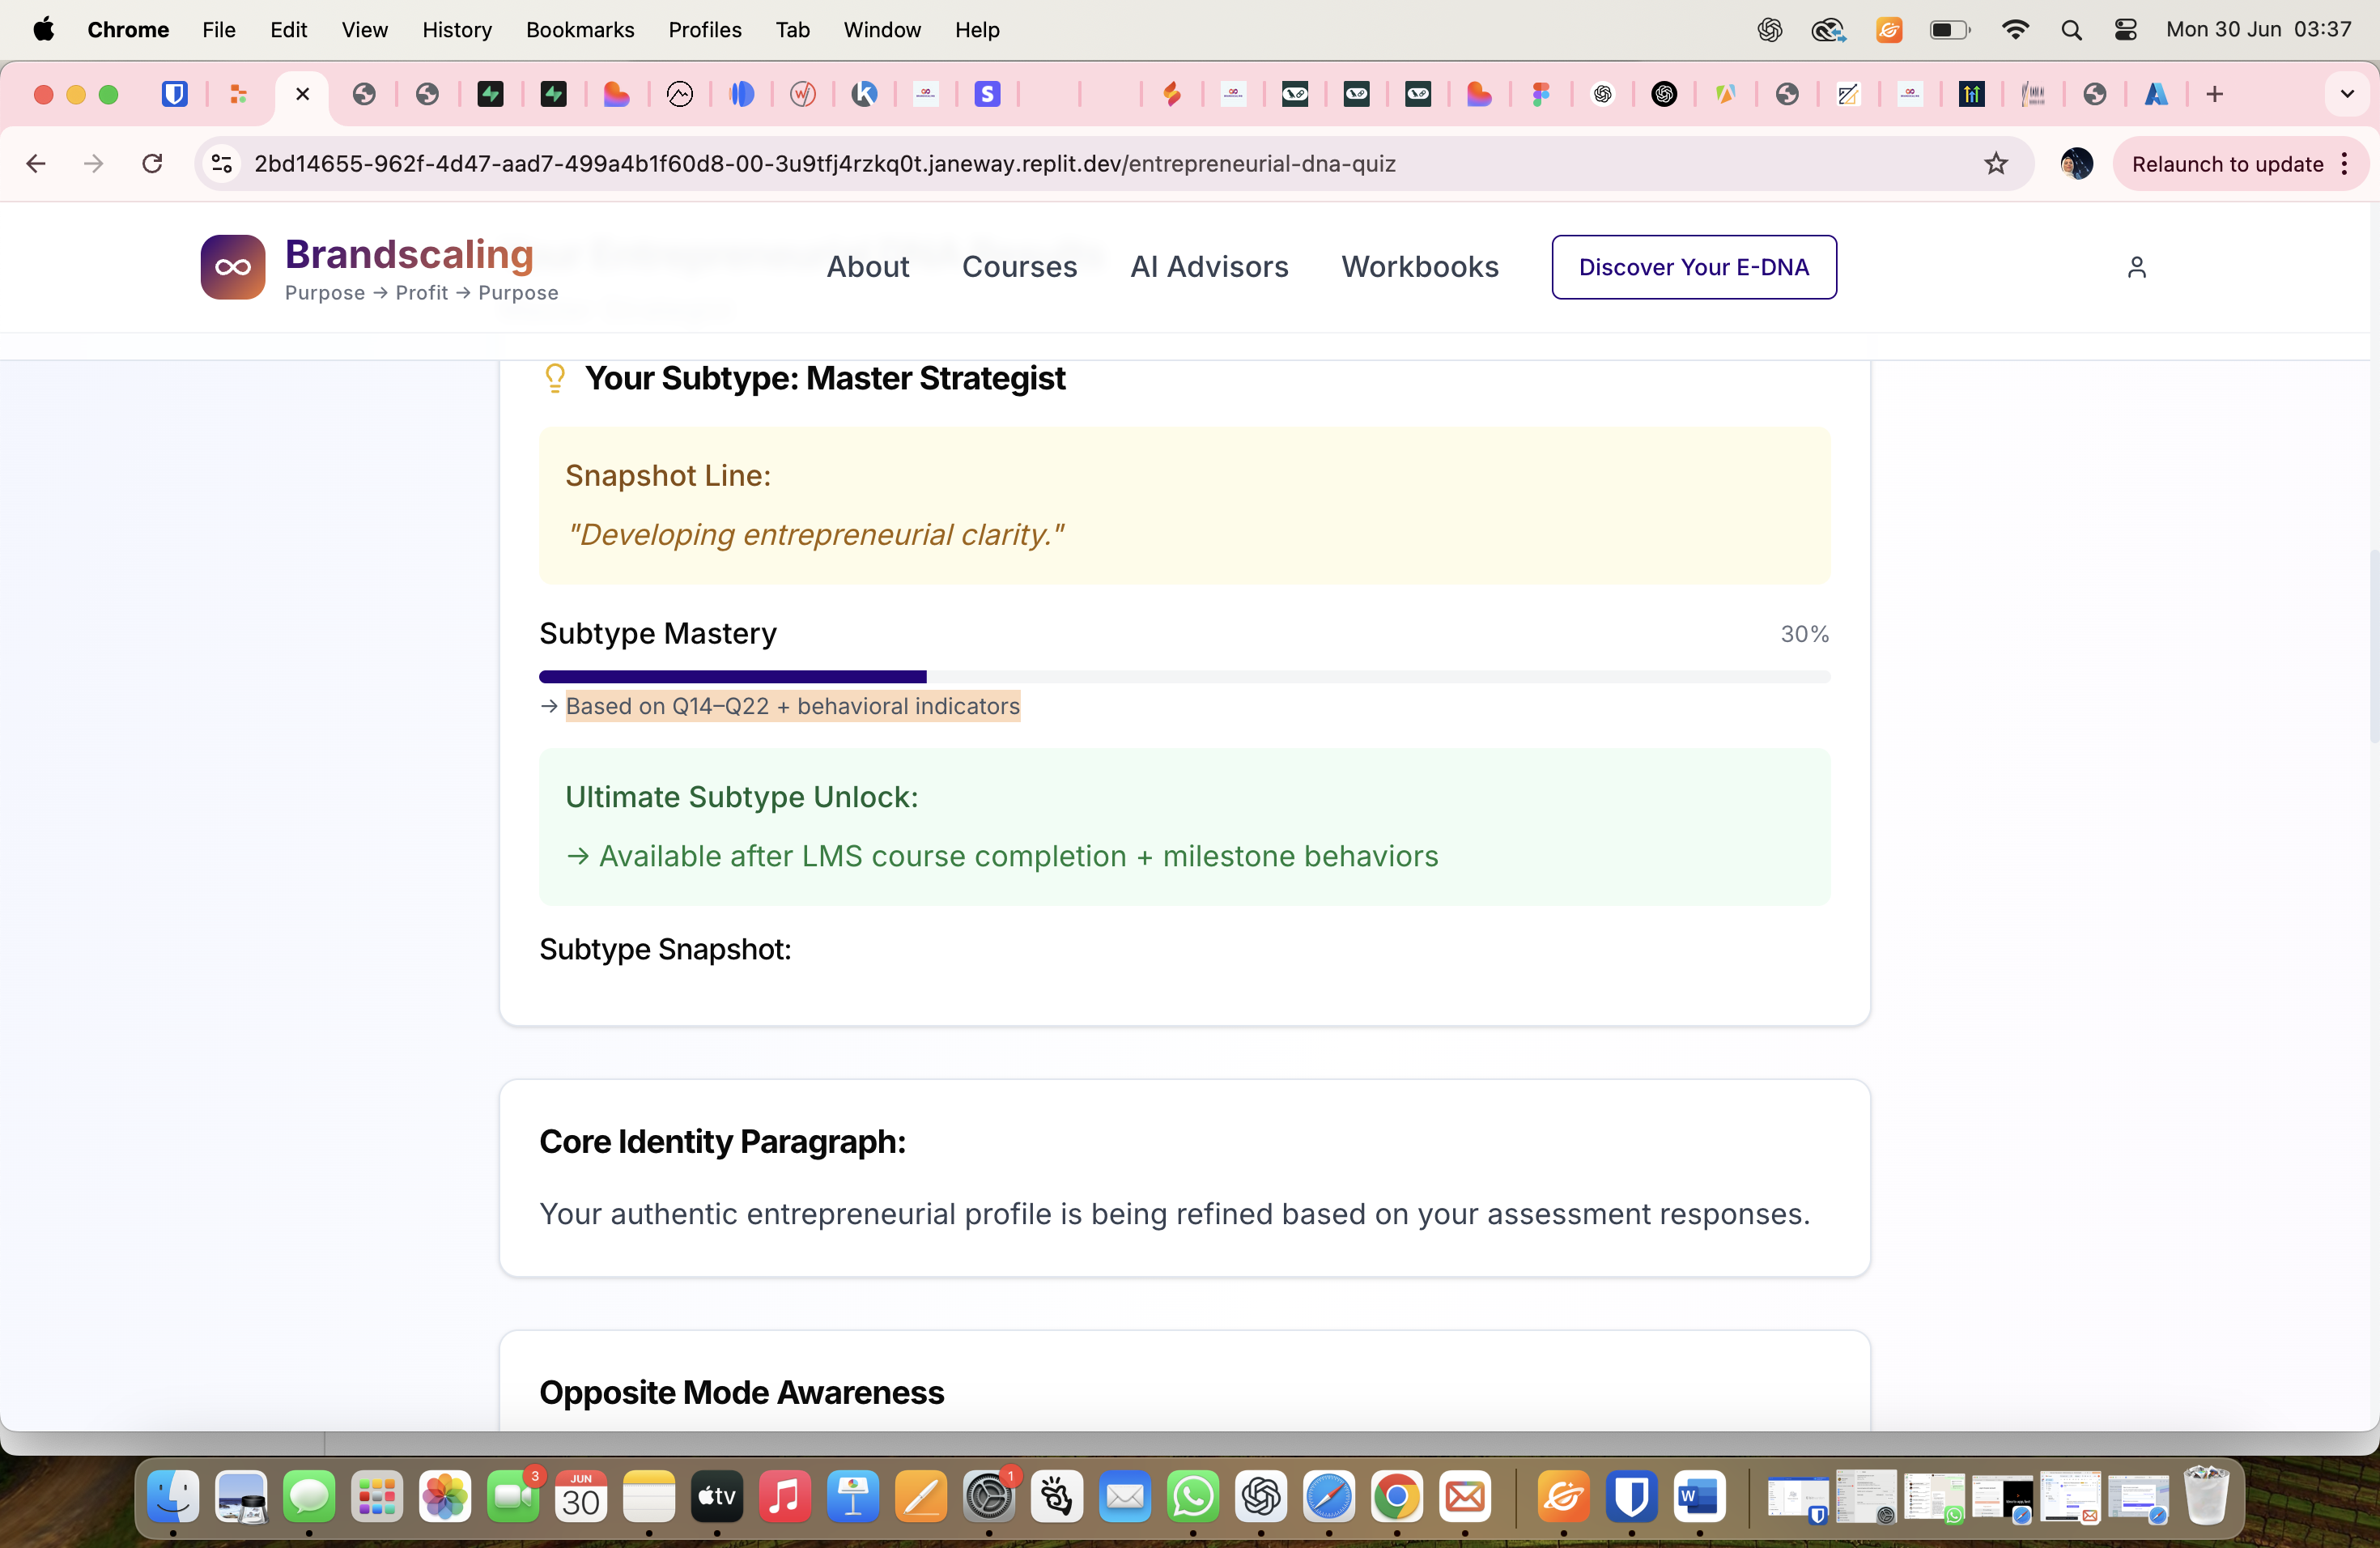 Chrome File Edit View History Bookmarks Profiles Tab Window Help Mon 30 Jun 03:37
2bd14655-962f-4d47-aad7-499a4b1f60d8-00-3u9tfj4rzkq0t.janeway.replit.dev/entrepreneurial-dna-quiz Relaunch to update
Brandscaling
Purpose → Profit → Purpose
About Courses AI Advisors Workbooks Discover Your E-DNA
Your Subtype: Master Strategist
Snapshot Line:
"Developing entrepreneurial clarity."
Subtype Mastery 30%
→ Based on Q14–Q22 + behavioral indicators
Ultimate Subtype Unlock:
→ Available after LMS course completion + milestone behaviors
Subtype Snapshot:
Core Identity Paragraph:
Your authentic entrepreneurial profile is being refined based on your assessment responses.
Opposite Mode Awareness
3
JUN
30
tv
1
W